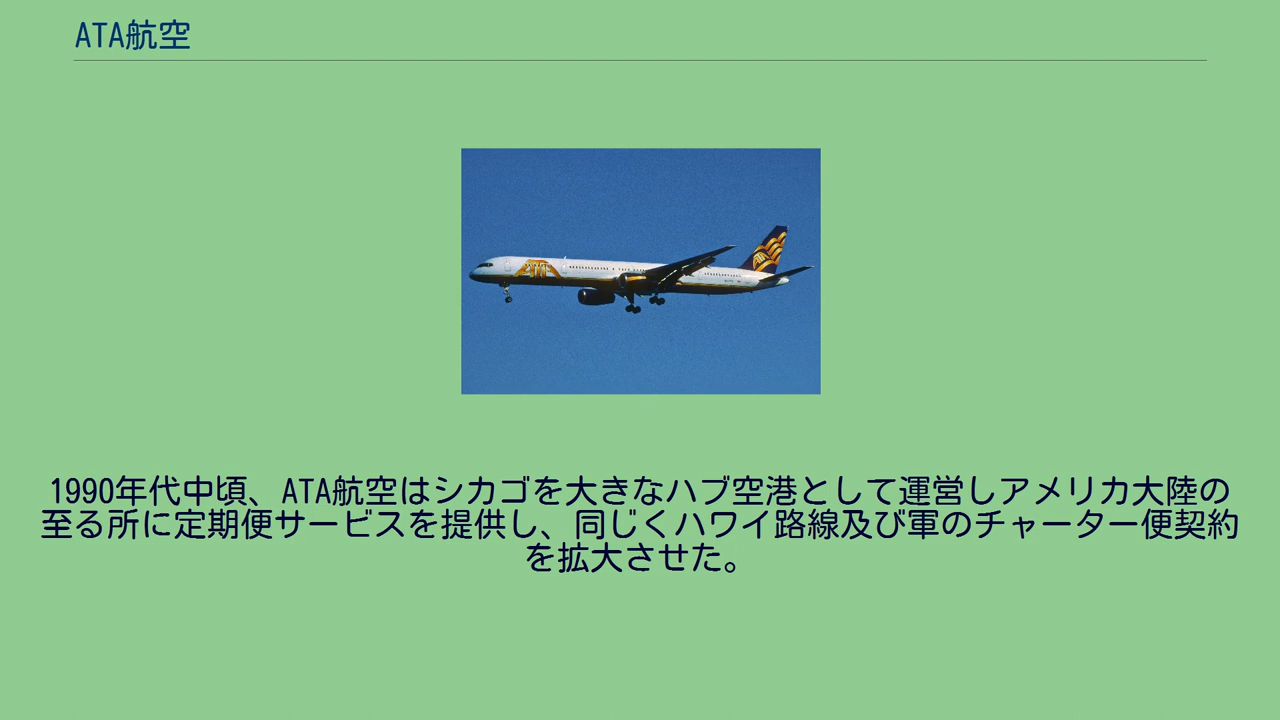 ATA航空
ATA
1990年代中頃、ATA航空はシカゴを大きなハブ空港として運営しアメリカ大陸の
至る所に定期便サービスを提供し、同じくハワイ路線及び軍のチャーター便契約
を拡大させた。